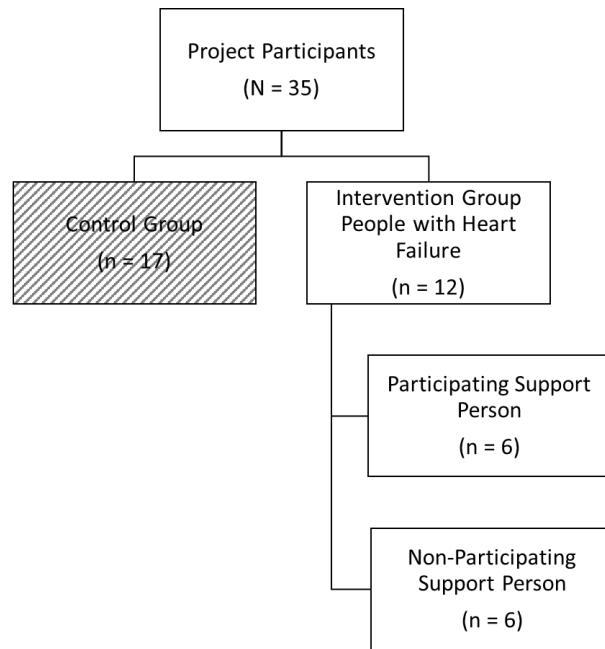 Project Participants
(N = 35)
Control Group
(n = 17)
Intervention Group
People with Heart
Failure
(n = 12)
Participating Support
Person
(n = 6)
Non-Participating
Support Person
(n = 6)